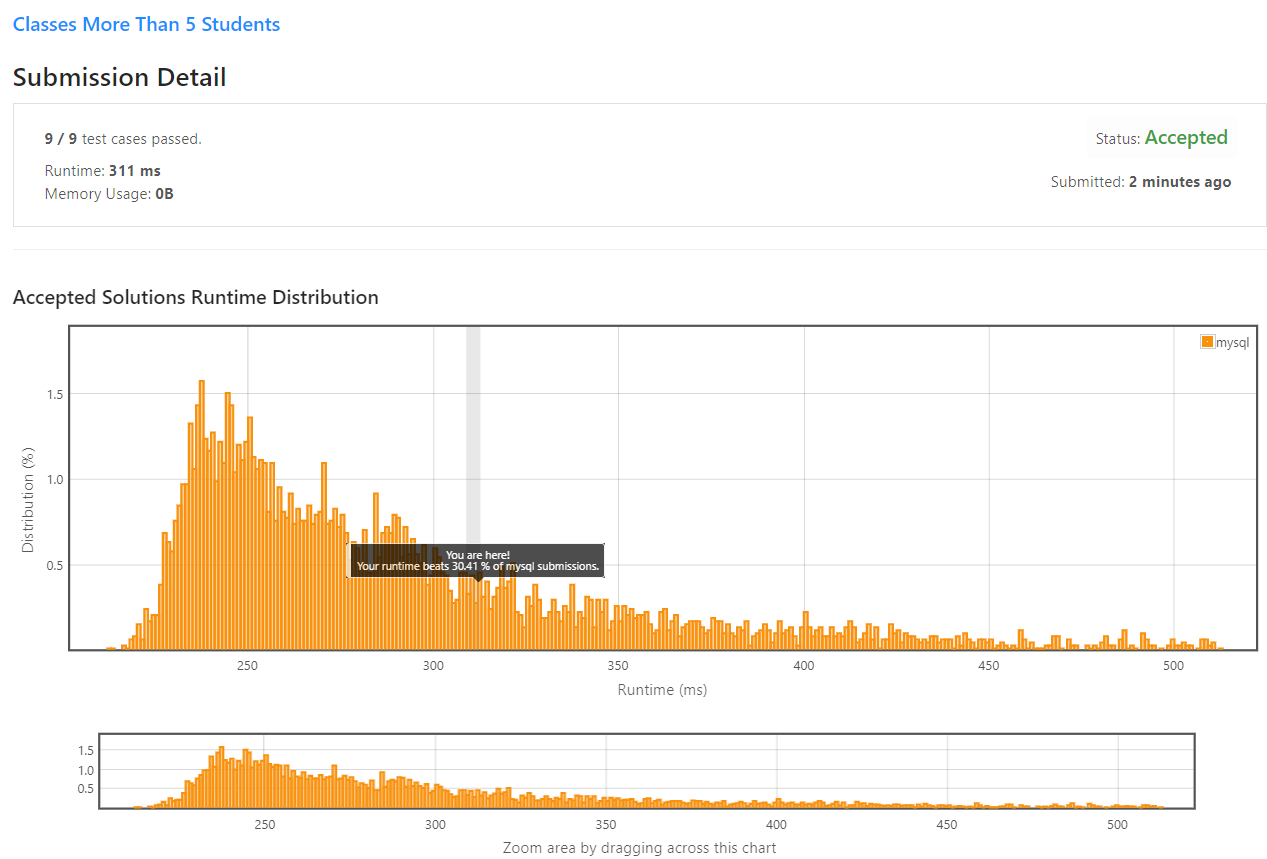 Classes More Than 5 Students
Submission Detail
9 / 9 test cases passed.
Status: Accepted
Runtime: 311 ms
Submitted: 2 minutes ago
Memory Usage: 0B
Accepted Solutions Runtime Distribution
mysql
1.5
1.0
0.5
Distribution (%)
You are here!
Your runtime beats 30.41 % of mysql submissions.
250 300 350 400 450 500
Runtime (ms)
1.5
1.0
0.5
250 300 350 400 450 500
Zoom area by dragging across this chart